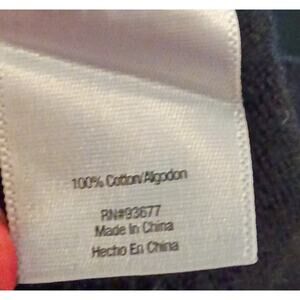 100% Cotton/Algodon
RN#93677
Made In China
Hecho En China